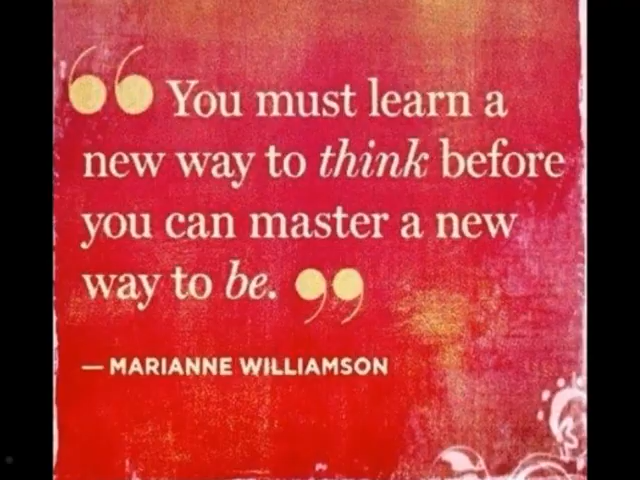 “ You must learn a
new way to think before
you can master a new
way to be. ”
— MARIANNE WILLIAMSON